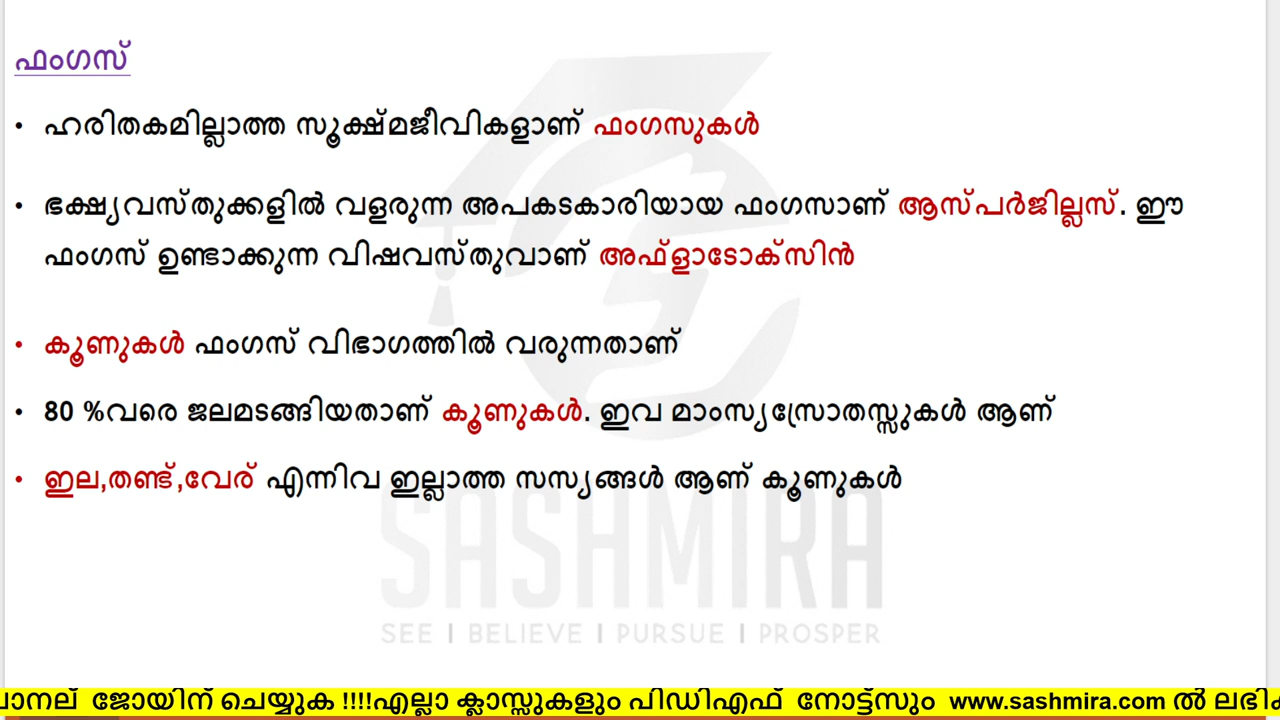 ഫംഗസ്
• ഹരിതകമില്ലാത്ത സൂക്ഷ്മജീവികളാണ് ഫംഗസുകൾ
• ഭക്ഷ്യവസ്തുക്കളിൽ വളരുന്ന അപകടകാരിയായ ഫംഗസാണ് ആസ്പർജില്ലസ്. ഈ
ഫംഗസ് ഉണ്ടാക്കുന്ന വിഷവസ്തുവാണ് അഫ്ളാടോക്സിൻ
• കൂണുകൾ ഫംഗസ് വിഭാഗത്തിൽ വരുന്നതാണ്
• 80 %വരെ ജലമടങ്ങിയതാണ് കൂണുകൾ. ഇവ മാംസ്യസ്രോതസ്സുകൾ ആണ്
• ഇല,തണ്ട്,വേര് എന്നിവ ഇല്ലാത്ത സസ്യങ്ങൾ ആണ് കൂണുകൾ
SASHMIRA
SEE | BELIEVE | PURSUE | PROSPER
ജോയിന് ചെയ്യുക !!!!എല്ലാ ക്ലാസ്സുകളും പിഡിഎഫ് നോട്ട്സും www.sashmira.com ൽ